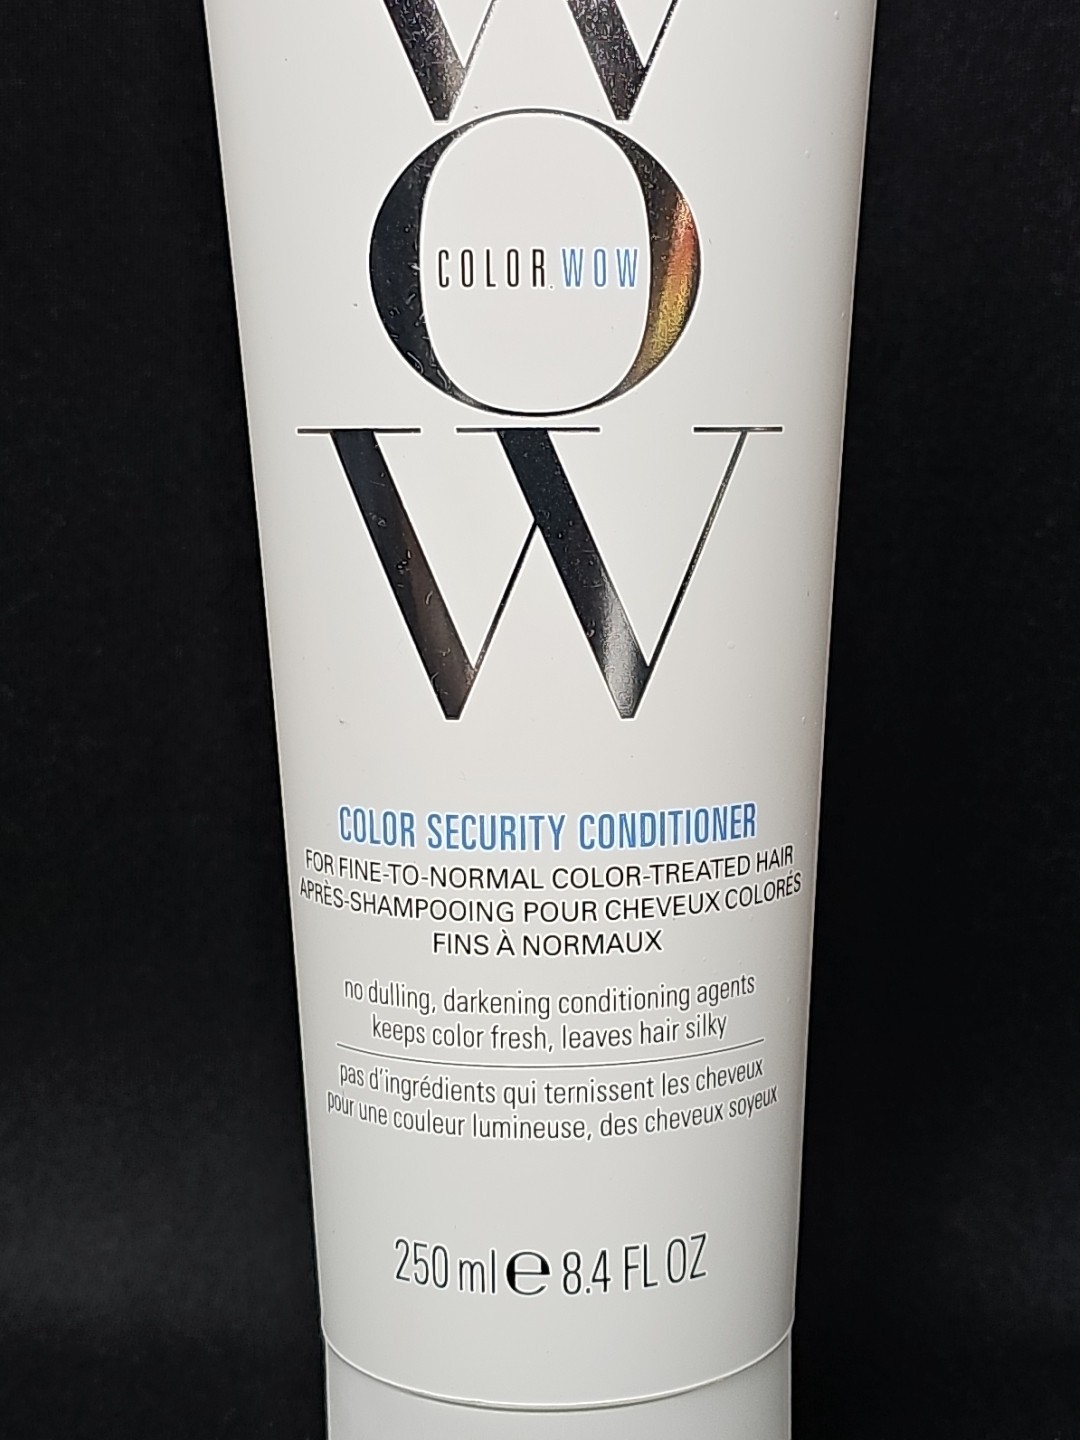 W
O
COLOR WOW
W
COLOR SECURITY CONDITIONER
FOR FINE-TO-NORMAL COLOR-TREATED HAIR
APRÈS-SHAMPOOING POUR CHEVEUX COLORÉS
FINS À NORMAUX
no dulling, darkening conditioning agents
keeps color fresh, leaves hair silky
pas d'ingrédients qui ternissent les cheveux
pour une couleur lumineuse, des cheveux soyeux
250 ml e 8.4 FL OZ